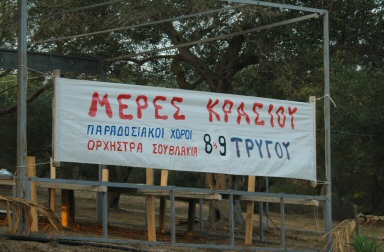 ΜΕΡΕΣ ΚΡΑΣΙΟΥ
ΠΑΡΑΔΟΣΙΑΚΟΙ ΧΟΡΟΙ
ΟΡΧΗΣΤΡΑ ΣΟΥΒΛΑΚΙΑ 8 9 ΤΡΥΓΟΥ